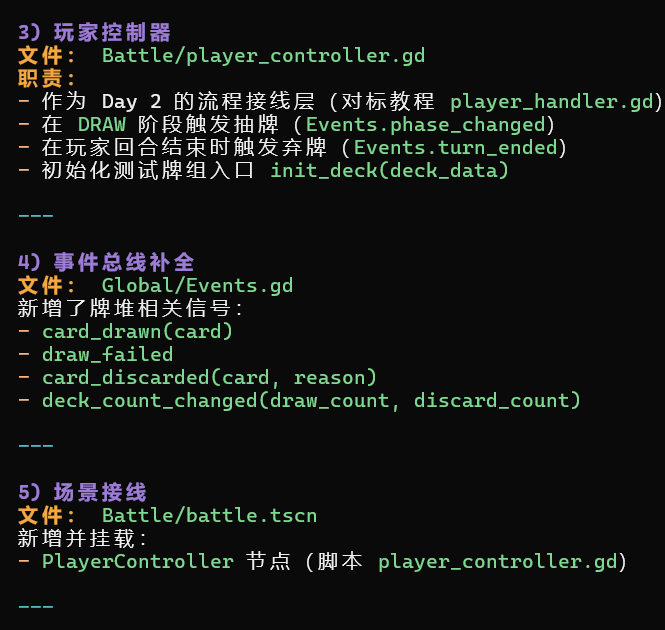 3) 玩家控制器
文件: Battle/player_controller.gd
职责:
- 作为 Day 2 的流程接线层 (对标教程 player_handler.gd)
- 在 DRAW 阶段触发抽牌 (Events.phase_changed)
- 在玩家回合结束时触发弃牌 (Events.turn_ended)
- 初始化测试牌组入口 init_deck(deck_data)
---
4) 事件总线补全
文件: Global/Events.gd
新增了牌堆相关信号:
- card_drawn(card)
- draw_failed
- card_discarded(card, reason)
- deck_count_changed(draw_count, discard_count)
---
5) 场景接线
文件: Battle/battle.tscn
新增并挂载:
- PlayerController 节点 (脚本 player_controller.gd)
---